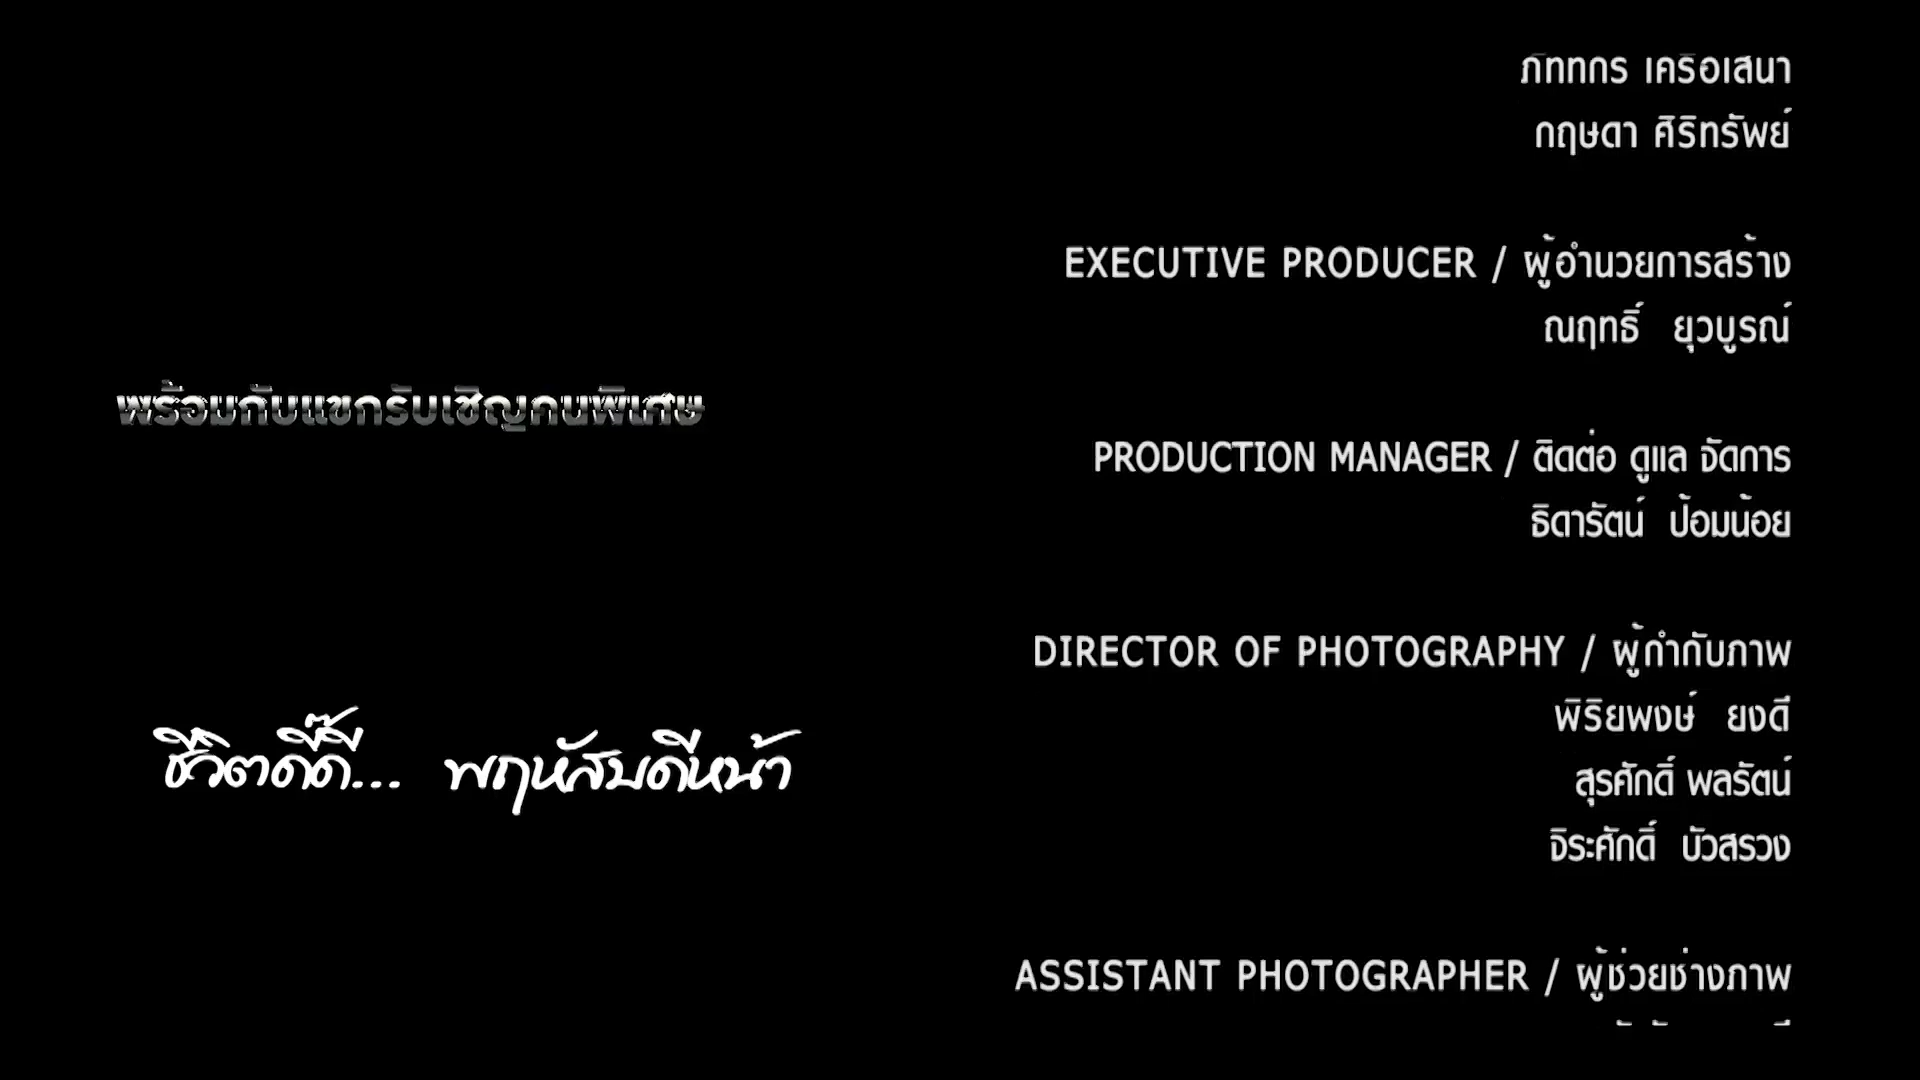 พร้อมกับแขกรับเชิญคนพิเศษ
ชีวิตดี๊ดี... พฤหัสบดีหน้า
ภัททกร เครือเสนา
กฤษดา ศิริทรัพย์
EXECUTIVE PRODUCER / ผู้อำนวยการสร้าง
ณฤทธิ์ ยุวบูรณ์
PRODUCTION MANAGER / ติดต่อ ดูแล จัดการ
ธิดารัตน์ ป้อมน้อย
DIRECTOR OF PHOTOGRAPHY / ผู้กำกับภาพ
พิริยพงษ์ ยงดี
สุรศักดิ์ พลรัตน์
จิระศักดิ์ บัวสรวง
ASSISTANT PHOTOGRAPHER / ผู้ช่วยช่างภาพ